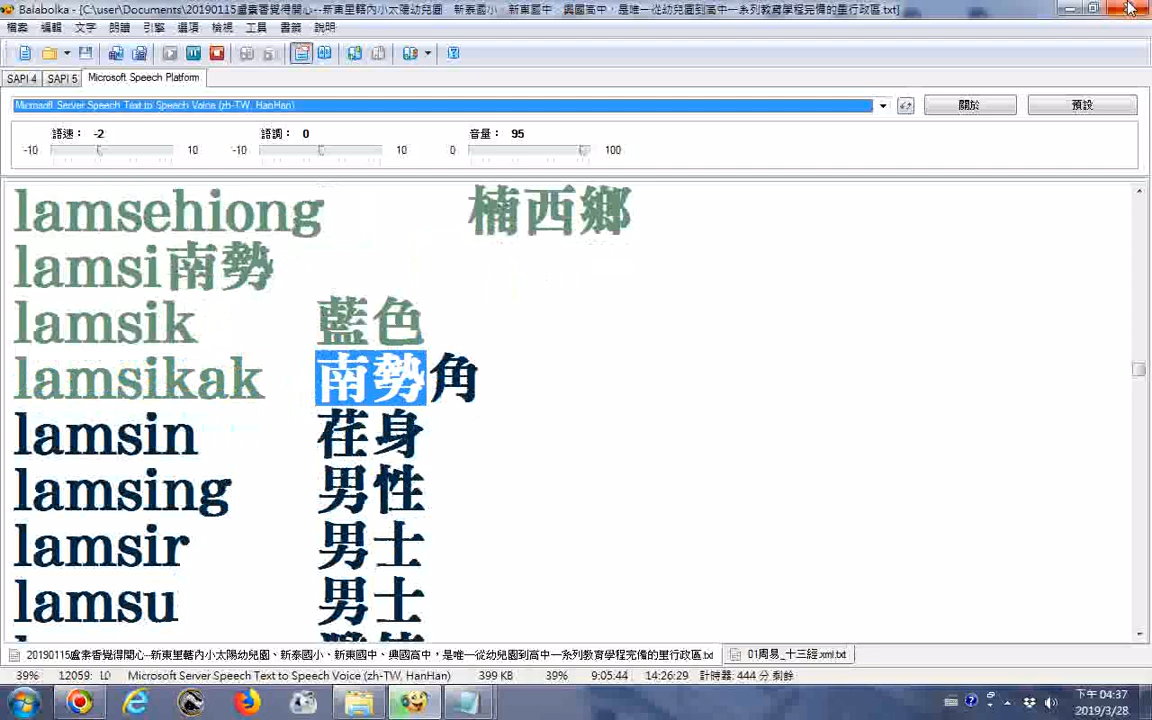 Balabolka - [C:\user\Documents\20190115盧素香覺得開心--新東里轄內小太陽幼兒園、新泰國小、新東國中、興國高中，是唯一從幼兒園到高中一系列教育學程完備的里行政區.txt]
檔案 編輯 文字 朗讀 引擎 選項 檢視 工具 書籤 說明
SAPI 4 SAPI 5 Microsoft Speech Platform
Microsoft Server Speech Text to Speech Voice (zh-TW, HanHan) 關於 預設
語速： -2 語調： 0 音量： 95
-10 10 -10 10 0 100
lamsehiong 楠西鄉
lamsi南勢
lamsik 藍色
lamsikak 南勢角
lamsin 荏身
lamsing 男性
lamsir 男士
lamsu 男士
20190115盧素香覺得開心--新東里轄內小太陽幼兒園、新泰國小、新東國中、興國高中，是唯一從幼兒園到高中一系列教育學程完備的里行政區.txt 01周易_十三經.xml.txt
39% 12059: L0 Microsoft Server Speech Text to Speech Voice (zh-TW, HanHan) 399 KB 39% 9:05:44 14:26:29 計時器: 444 分 剩餘
下午 04:37
2019/3/28